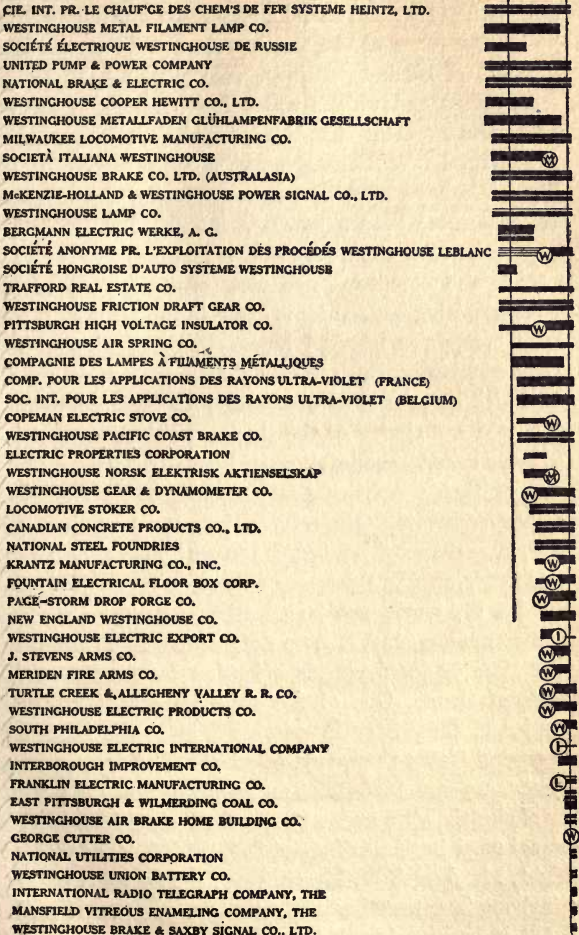 CIE. INT. PR. LE CHAUF'GE DES CHEM'S DE FER SYSTEME HEINTZ, LTD.
WESTINGHOUSE METAL FILAMENT LAMP CO.
SOCIÉTÉ ÉLECTRIQUE WESTINGHOUSE DE RUSSIE
UNITED PUMP & POWER COMPANY
NATIONAL BRAKE & ELECTRIC CO.
WESTINGHOUSE COOPER HEWITT CO., LTD.
WESTINGHOUSE METALLFADEN GLÜHLAMPENFABRIK GESELLSCHAFT
MILWAUKEE LOCOMOTIVE MANUFACTURING CO.
SOCIETÀ ITALIANA WESTINGHOUSE W
WESTINGHOUSE BRAKE CO. LTD. (AUSTRALASIA)
McKENZIE-HOLLAND & WESTINGHOUSE POWER SIGNAL CO., LTD.
WESTINGHOUSE LAMP CO.
BERGMANN ELECTRIC WERKE, A. G.
SOCIÉTÉ ANONYME PR. L'EXPLOITATION DES PROCÉDÉS WESTINGHOUSE LEBLANC W
SOCIÉTÉ HONGROISE D'AUTO SYSTEME WESTINGHOUSE
TRAFFORD REAL ESTATE CO.
WESTINGHOUSE FRICTION DRAFT GEAR CO.
PITTSBURGH HIGH VOLTAGE INSULATOR CO. W
WESTINGHOUSE AIR SPRING CO.
COMPAGNIE DES LAMPES À FILAMENTS MÉTALLIQUES
COMP. POUR LES APPLICATIONS DES RAYONS ULTRA-VIOLET (FRANCE)
SOC. INT. POUR LES APPLICATIONS DES RAYONS ULTRA-VIOLET (BELGIUM)
COPEMAN ELECTRIC STOVE CO. W
WESTINGHOUSE PACIFIC COAST BRAKE CO.
ELECTRIC PROPERTIES CORPORATION
WESTINGHOUSE NORSK ELEKTRISK AKTIENSELSKAP W
WESTINGHOUSE GEAR & DYNAMOMETER CO. W
LOCOMOTIVE STOKER CO.
CANADIAN CONCRETE PRODUCTS CO., LTD.
NATIONAL STEEL FOUNDRIES
KRANTZ MANUFACTURING CO., INC. W
FOUNTAIN ELECTRICAL FLOOR BOX CORP. W
PAGE-STORM DROP FORGE CO. W
NEW ENGLAND WESTINGHOUSE CO.
WESTINGHOUSE ELECTRIC EXPORT CO. I
J. STEVENS ARMS CO. W
MERIDEN FIRE ARMS CO. W
TURTLE CREEK & ALLEGHENY VALLEY R. R. CO. W
WESTINGHOUSE ELECTRIC PRODUCTS CO. W
SOUTH PHILADELPHIA CO. W
WESTINGHOUSE ELECTRIC INTERNATIONAL COMPANY I
INTERBOROUGH IMPROVEMENT CO.
FRANKLIN ELECTRIC MANUFACTURING CO. L
EAST PITTSBURGH & WILMERDING COAL CO.
WESTINGHOUSE AIR BRAKE HOME BUILDING CO.
GEORGE CUTTER CO. W
NATIONAL UTILITIES CORPORATION
WESTINGHOUSE UNION BATTERY CO.
INTERNATIONAL RADIO TELEGRAPH COMPANY, THE
MANSFIELD VITREOUS ENAMELING COMPANY, THE
WESTINGHOUSE BRAKE & SAXBY SIGNAL CO., LTD.